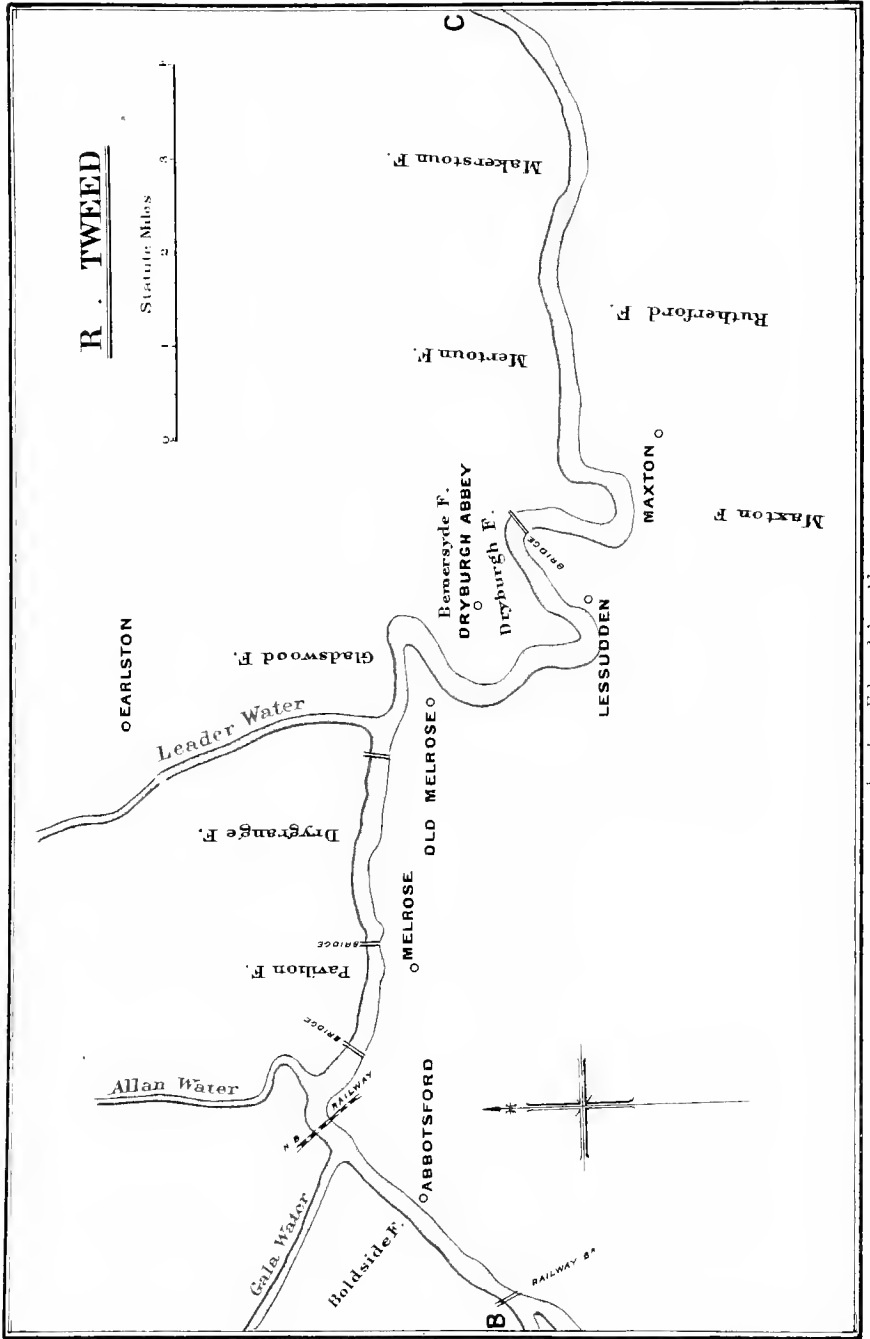 R. TWEED
Statute Miles
0 1 2 3 4
C
Makerstoun F.
Mertoun F.
Rutherford F.
MAXTON
Maxton F
Bemersyde F.
DRYBURGH ABBEY
Dryburgh F.
BRIDGE
LESSUDDEN
Gladswood F.
EARLSTON
Leader Water
OLD MELROSE
Drygrange F.
MELROSE
BRIDGE
Pavilion F.
BRIDGE
Allan Water
N B RAILWAY
ABBOTSFORD
Gala Water
Boldside F.
RAILWAY BR
B